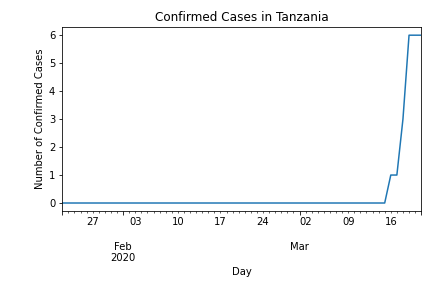 Confirmed Cases in Tanzania
Number of Confirmed Cases
6
5
4
3
2
1
0
27 03 10 17 24 02 09 16
Feb Mar
2020
Day